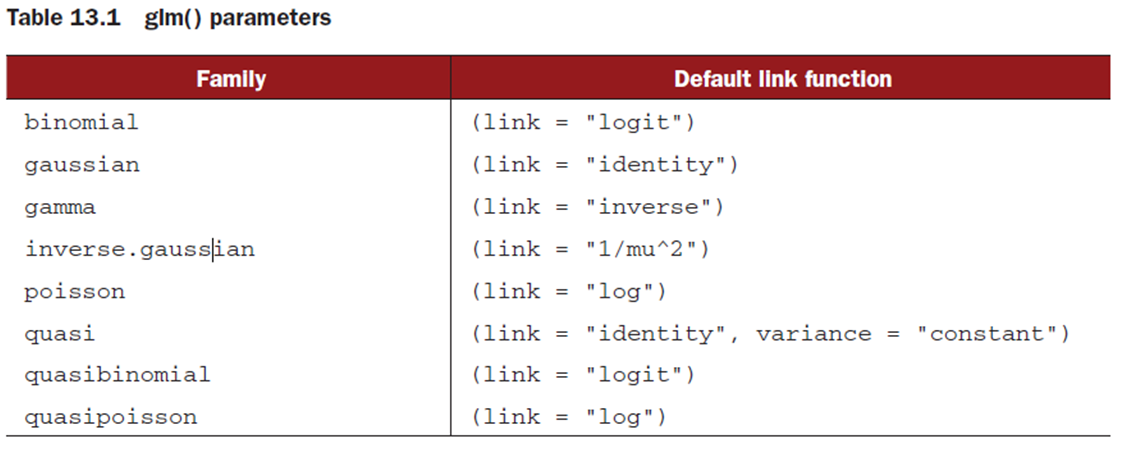 Table 13.1 glm() parameters
Family Default link function
binomial (link = "logit")
gaussian (link = "identity")
gamma (link = "inverse")
inverse.gaussian (link = "1/mu^2")
poisson (link = "log")
quasi (link = "identity", variance = "constant")
quasibinomial (link = "logit")
quasipoisson (link = "log")